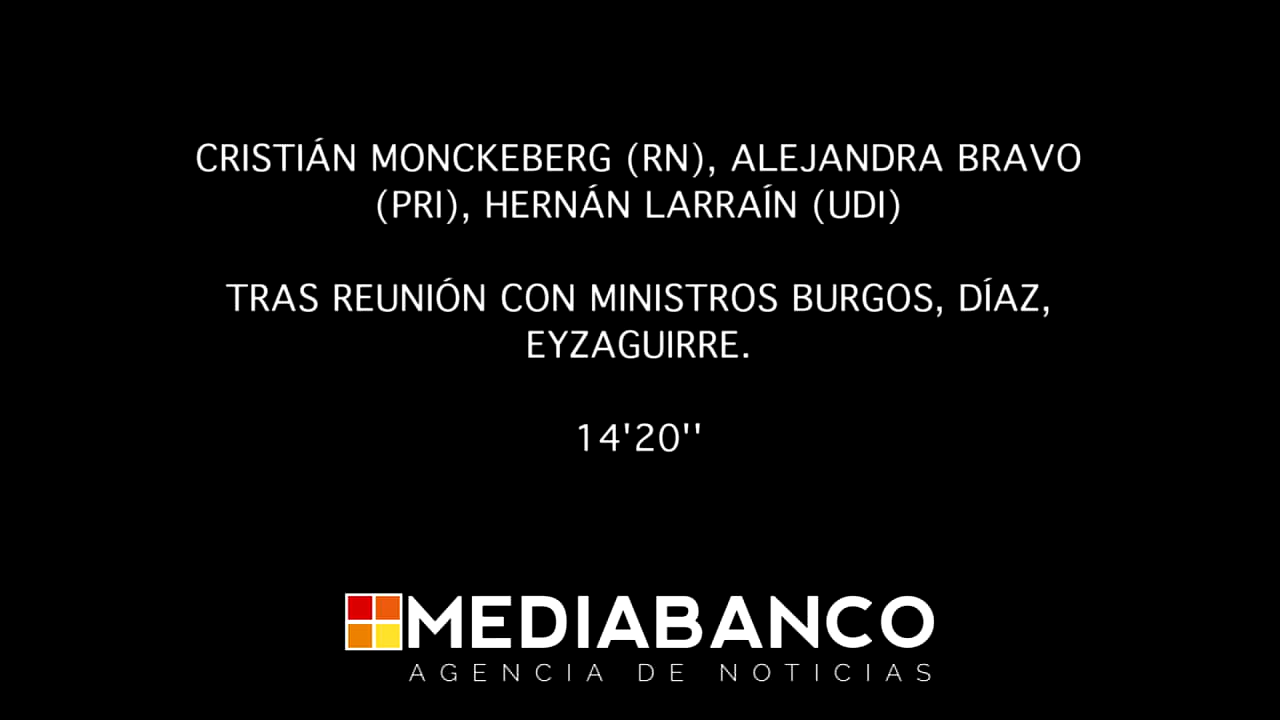 CRISTIÁN MONCKEBERG (RN), ALEJANDRA BRAVO
(PRI), HERNÁN LARRAÍN (UDI)
TRAS REUNIÓN CON MINISTROS BURGOS, DÍAZ,
EYZAGUIRRE.
14'20''
MEDIABANCO
AGENCIA DE NOTICIAS